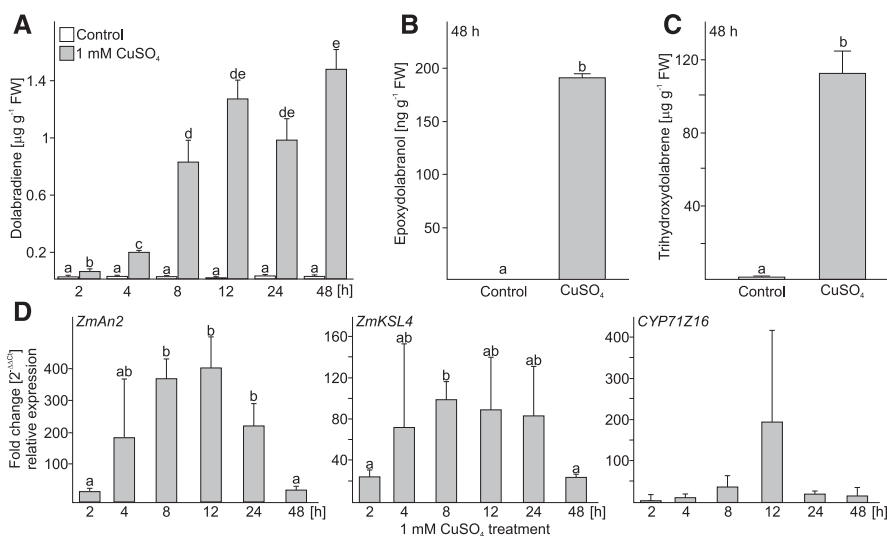 A
Control
1 mM CuSO₄
Dolabradiene [µg g⁻¹ FW]
1.4
1
0.6
0.2
a b a c a d a de a de a e
2 4 8 12 24 48 [h]
B
48 h
Epoxydolabranol [ng g⁻¹ FW]
200
150
100
50
a b
Control CuSO₄
C
48 h
Trihydroxydolabrene [ng g⁻¹ FW]
120
80
40
a b
Control CuSO₄
D
Fold change [2⁻ΔΔCt]
relative expression
ZmAn2
400
300
200
100
a ab b b b a
2 4 8 12 24 48 [h]
ZmKSL4
160
120
80
40
a ab b ab ab a
2 4 8 12 24 48 [h]
CYP71Z16
400
300
200
100
2 4 8 12 24 48 [h]
1 mM CuSO₄ treatment